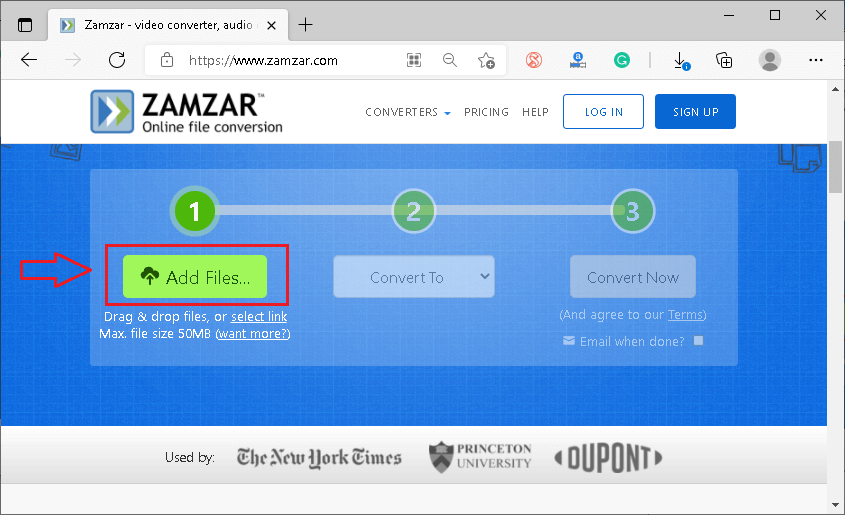 Zamzar - video converter, audio
https://www.zamzar.com
ZAMZAR™
Online file conversion
CONVERTERS
PRICING
HELP
LOG IN
SIGN UP
1
2
3
Add Files...
Convert To
Convert Now
Drag & drop files, or select link
Max. file size 50MB (want more?)
(And agree to our Terms)
Email when done?
Used by:
The New York Times
PRINCETON
UNIVERSITY
DUPONT